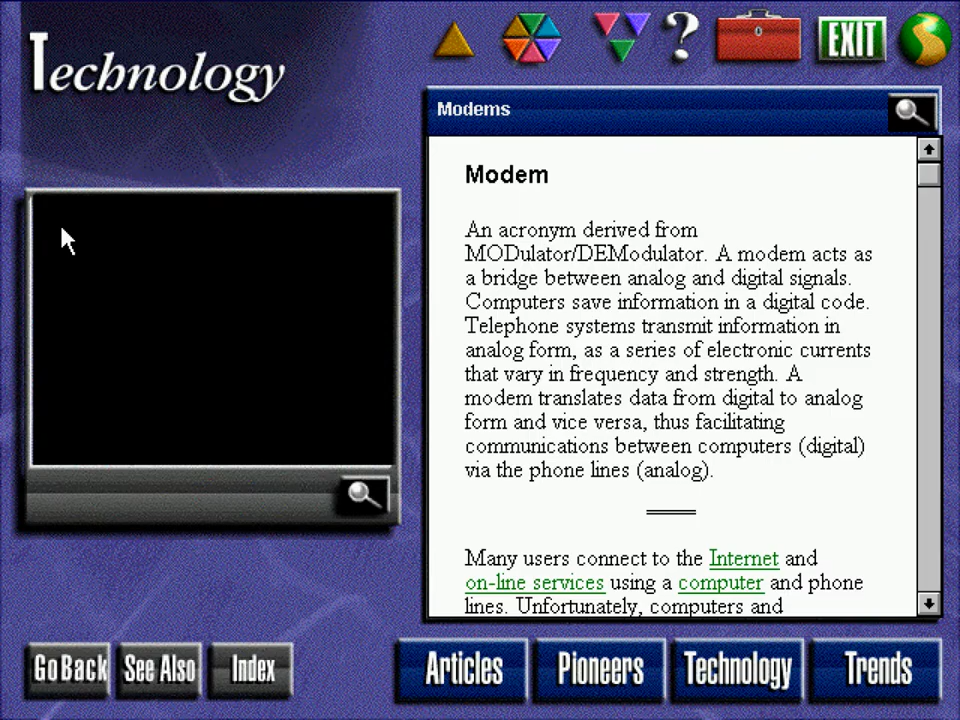 Technology
?
EXIT
Modems
Modem
An acronym derived from
MODulator/DEModulator. A modem acts as
a bridge between analog and digital signals.
Computers save information in a digital code.
Telephone systems transmit information in
analog form, as a series of electronic currents
that vary in frequency and strength. A
modem translates data from digital to analog
form and vice versa, thus facilitating
communications between computers (digital)
via the phone lines (analog).
Many users connect to the Internet and
on-line services using a computer and phone
lines. Unfortunately, computers and
Go Back See Also Index Articles Pioneers Technology Trends